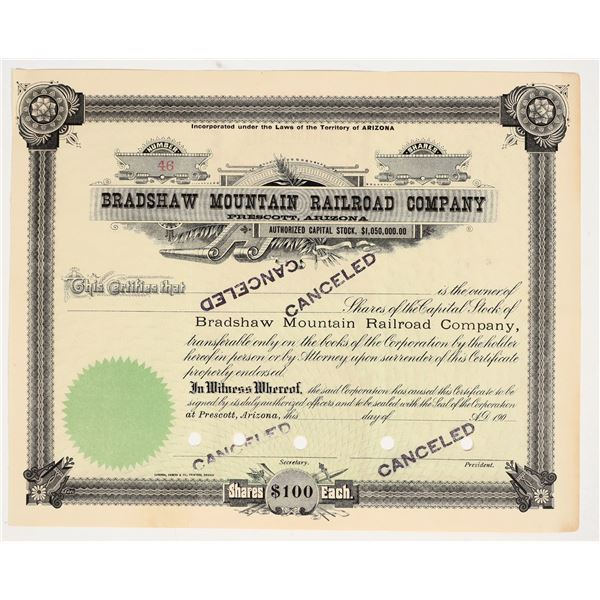 Incorporated under the Laws of the Territory of ARIZONA
NUMBER
SHARES
46
BRADSHAW MOUNTAIN RAILROAD COMPANY
PRESCOTT, ARIZONA
AUTHORIZED CAPITAL STOCK, $1,050,000.00
CANCELED
CANCELED
This Certifies that is the owner of
Shares of the Capital Stock of
Bradshaw Mountain Railroad Company,
transferable only on the books of the Corporation by the holder
hereof in person or by Attorney upon surrender of this Certificate
properly endorsed.
In Witness Whereof, the said Corporation has caused this Certificate to be
signed by its duly authorized officers and to be sealed with the Seal of the Corporation
at Prescott, Arizona, this day of A.D. 190
CANCELED
CANCELED
Secretary.
President.
Shares $100 Each.